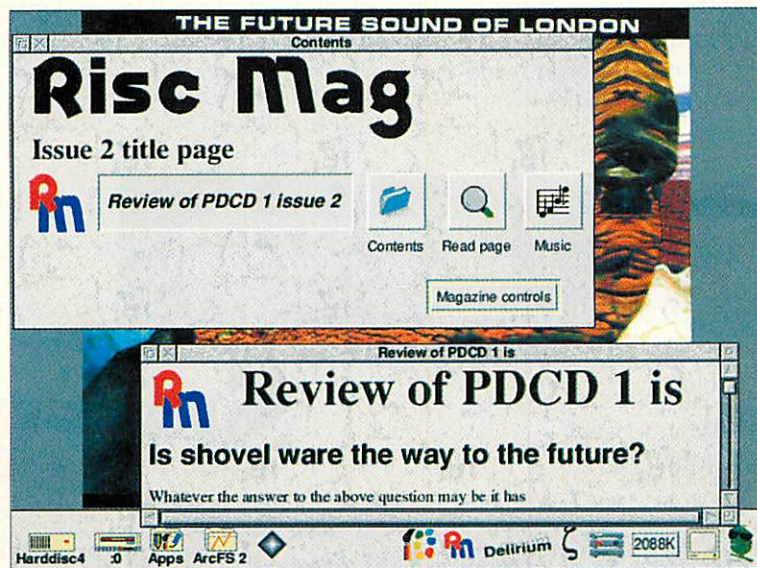 THE FUTURE SOUND OF LONDON
Contents
Risc Mag
Issue 2 title page
Rm
Review of PDCD 1 issue 2
Contents
Read page
Music
Magazine controls
Review of PDCD 1 is
Rm
Review of PDCD 1 is
Is shovel ware the way to the future?
Whatever the answer to the above question may be it has
Harddisc4
:0
Apps
ArcFS 2
Rm
Delirium
2088K